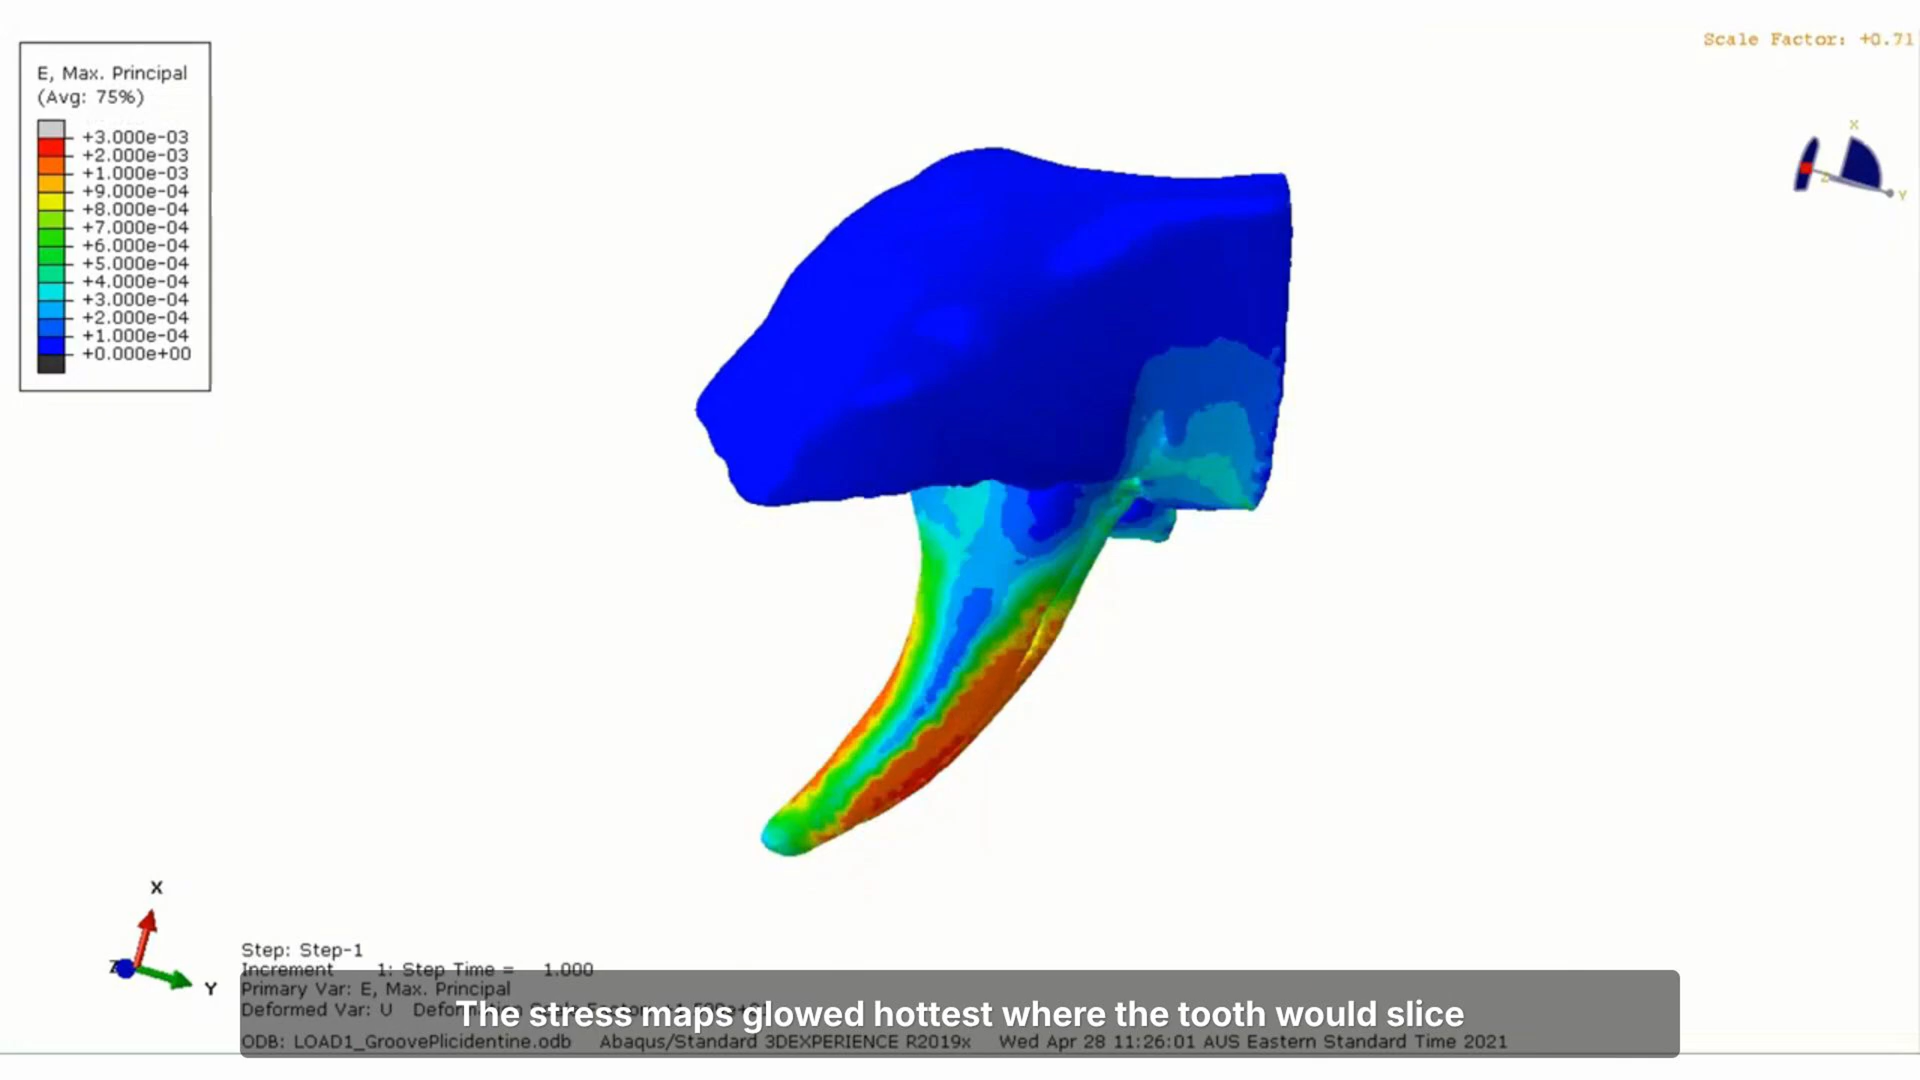 Scale Factor: +0.71
E, Max. Principal
(Avg: 75%)
+3.000e-03
+2.000e-03
+1.000e-03
+9.000e-04
+8.000e-04
+7.000e-04
+6.000e-04
+5.000e-04
+4.000e-04
+3.000e-04
+2.000e-04
+1.000e-04
+0.000e+00
X
Z
Y
X
Z
Y
Step: Step-1
Increment 1: Step Time = 1.000
Primary Var: E, Max. Principal
Deformed Var: U Deformation Scale Factor:
The stress maps glowed hottest where the tooth would slice
ODB: LOAD1_GroovePlicidentine.odb Abaqus/Standard 3DEXPERIENCE R2019x Wed Apr 28 11:26:01 AUS Eastern Standard Time 2021